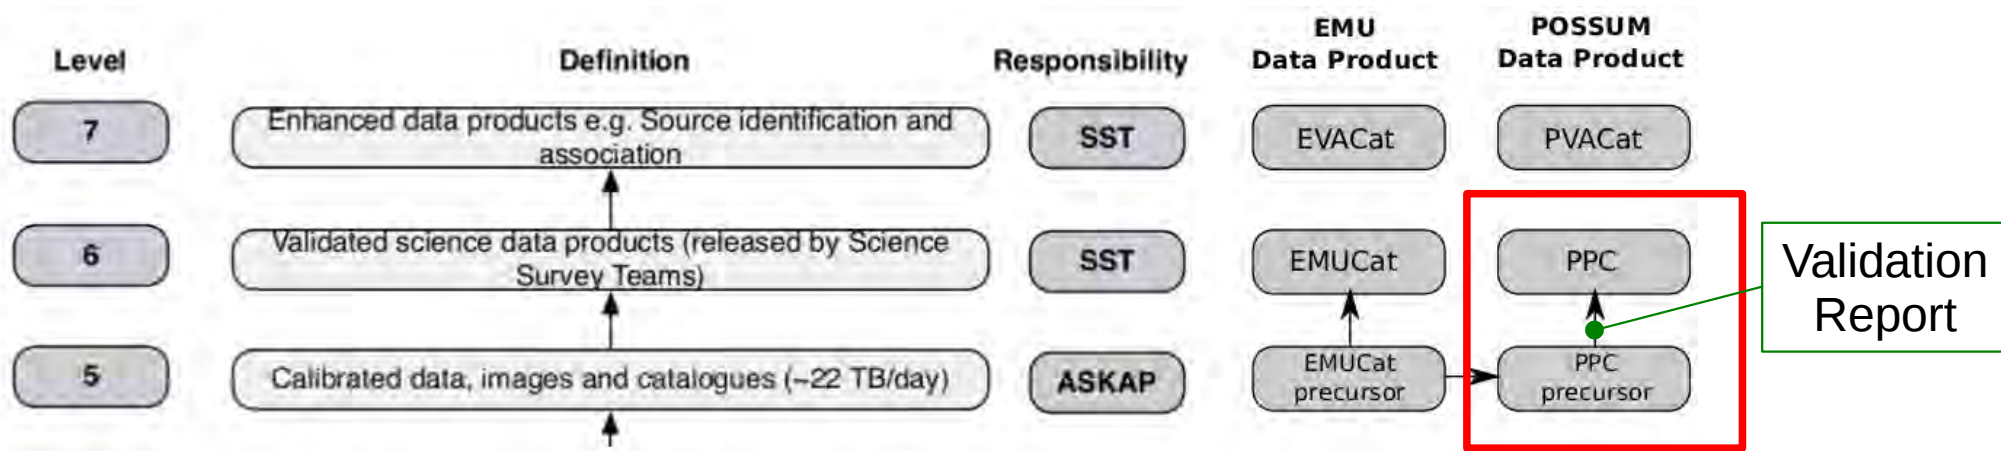 Level
Definition
Responsibility
EMU
Data Product
POSSUM
Data Product
7
Enhanced data products e.g. Source identification and
association
SST
EVACat
PVACat
6
Validated science data products (released by Science
Survey Teams)
SST
EMUCat
PPC
Validation
Report
5
Calibrated data, images and catalogues (~22 TB/day)
ASKAP
EMUCat
precursor
PPC
precursor